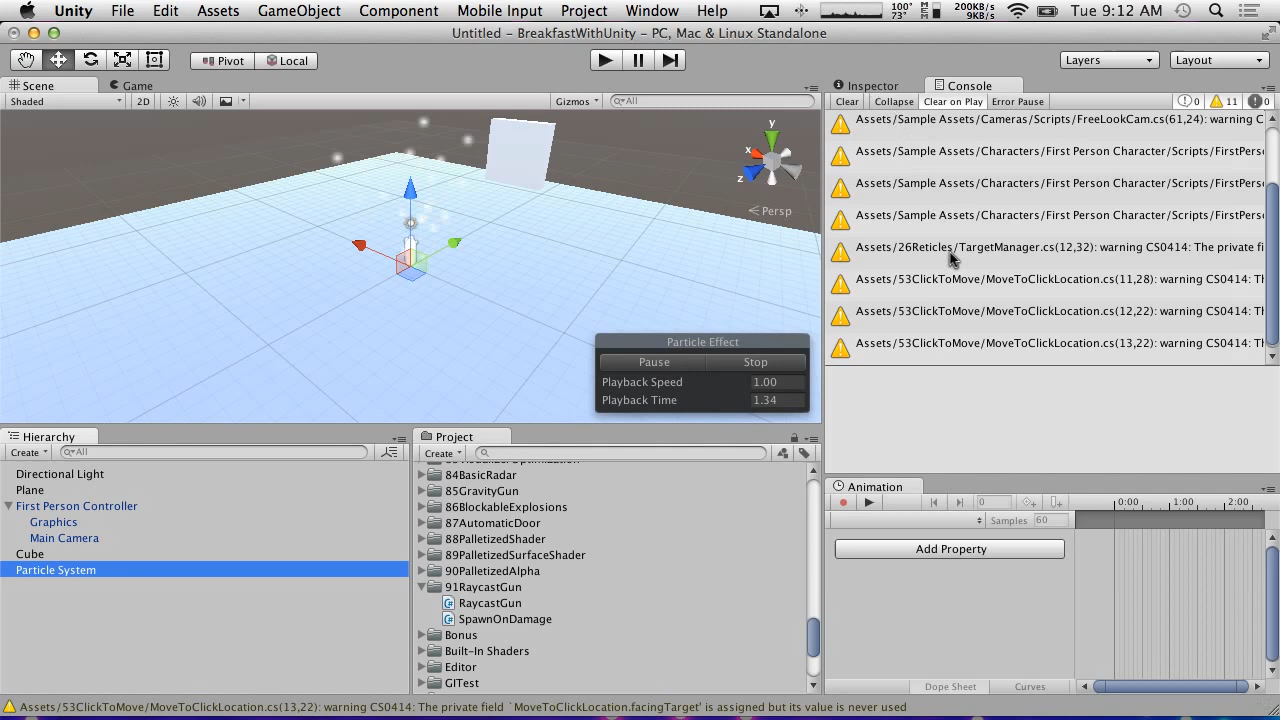 Unity File Edit Assets GameObject Component Mobile Input Project Window Help 100° 73° MEM 200KB/s 9KB/s Tue 9:12 AM
Untitled - BreakfastWithUnity - PC, Mac & Linux Standalone
Pivot Local Layers Layout
Scene Game
Shaded 2D Gizmos All
y
x
z
Persp
Particle Effect
Pause Stop
Playback Speed 1.00
Playback Time 1.34
Inspector Console
Clear Collapse Clear on Play Error Pause 0 11 0
Assets/Sample Assets/Cameras/Scripts/FreeLookCam.cs(61,24): warning C
Assets/Sample Assets/Characters/First Person Character/Scripts/FirstPers
Assets/Sample Assets/Characters/First Person Character/Scripts/FirstPers
Assets/Sample Assets/Characters/First Person Character/Scripts/FirstPers
Assets/26Reticles/TargetManager.cs(12,32): warning CS0414: The private fi
Assets/53ClickToMove/MoveToClickLocation.cs(11,28): warning CS0414: Th
Assets/53ClickToMove/MoveToClickLocation.cs(12,22): warning CS0414: Th
Assets/53ClickToMove/MoveToClickLocation.cs(13,22): warning CS0414: Th
Hierarchy
Create All
Directional Light
Plane
First Person Controller
Graphics
Main Camera
Cube
Particle System
Project
Create
84BasicRadar
85GravityGun
86BlockableExplosions
87AutomaticDoor
88PalletizedShader
89PalletizedSurfaceShader
90PalletizedAlpha
91RaycastGun
RaycastGun
SpawnOnDamage
Bonus
Built-In Shaders
Editor
GITest
Animation
0 0:00 1:00 2:00
Samples 60
Add Property
Dope Sheet Curves
Assets/53ClickToMove/MoveToClickLocation.cs(13,22): warning CS0414: The private field `MoveToClickLocation.facingTarget' is assigned but its value is never used